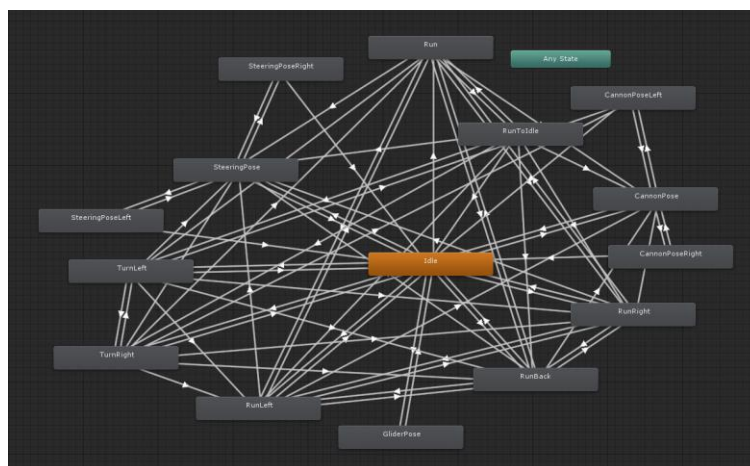 Run
SteeringPoseRight
Any State
CannonPoseLeft
RunToIdle
SteeringPose
CannonPose
SteeringPoseLeft
CannonPoseRight
Idle
TurnLeft
RunRight
TurnRight
RunBack
RunLeft
GliderPose